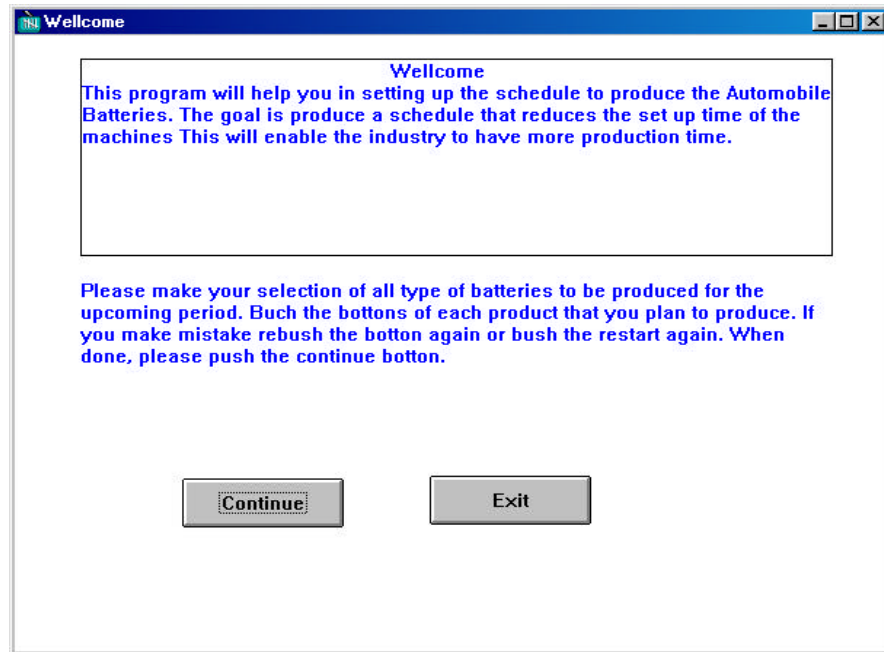 Wellcome
Wellcome
This program will help you in setting up the schedule to produce the Automobile
Batteries. The goal is produce a schedule that reduces the set up time of the
machines This will enable the industry to have more production time.
Please make your selection of all type of batteries to be produced for the
upcoming period. Buch the bottons of each product that you plan to produce. If
you make mistake rebush the botton again or bush the restart again. When
done, please push the continue botton.
Continue
Exit